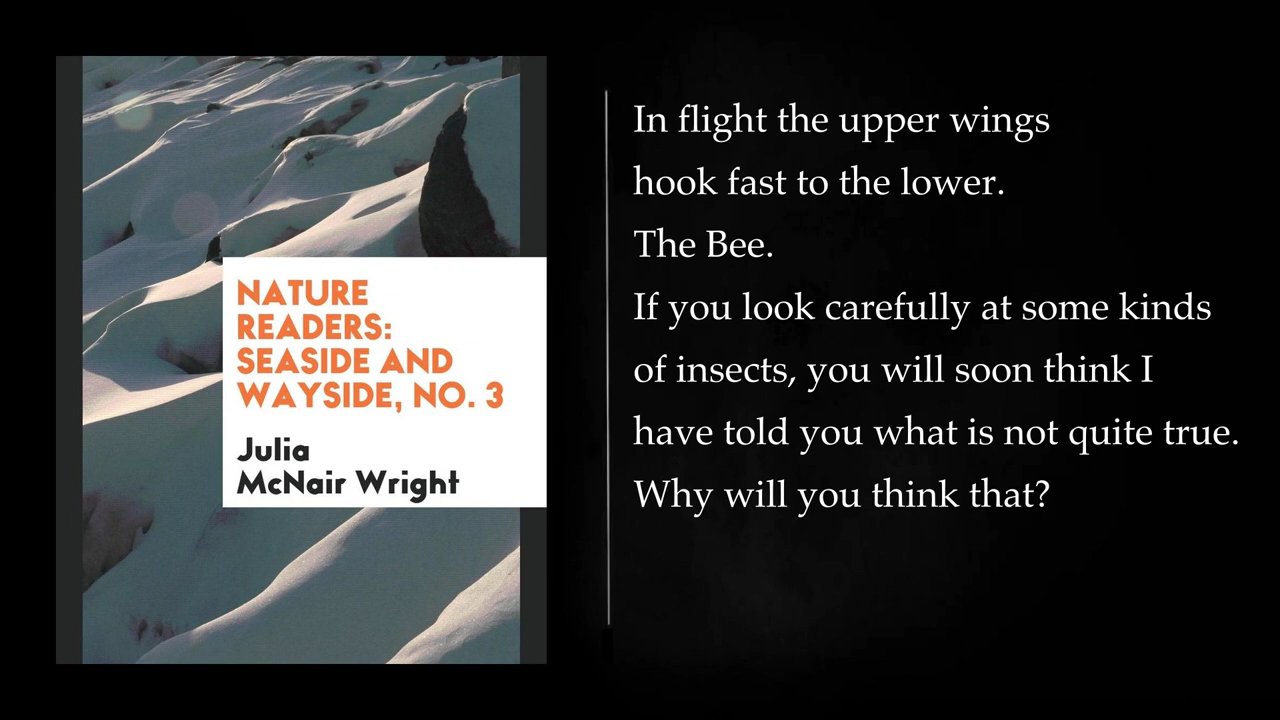 NATURE
READERS:
SEASIDE AND
WAYSIDE, NO. 3
Julia
McNair Wright
In flight the upper wings
hook fast to the lower.
The Bee.
If you look carefully at some kinds
of insects, you will soon think I
have told you what is not quite true.
Why will you think that?